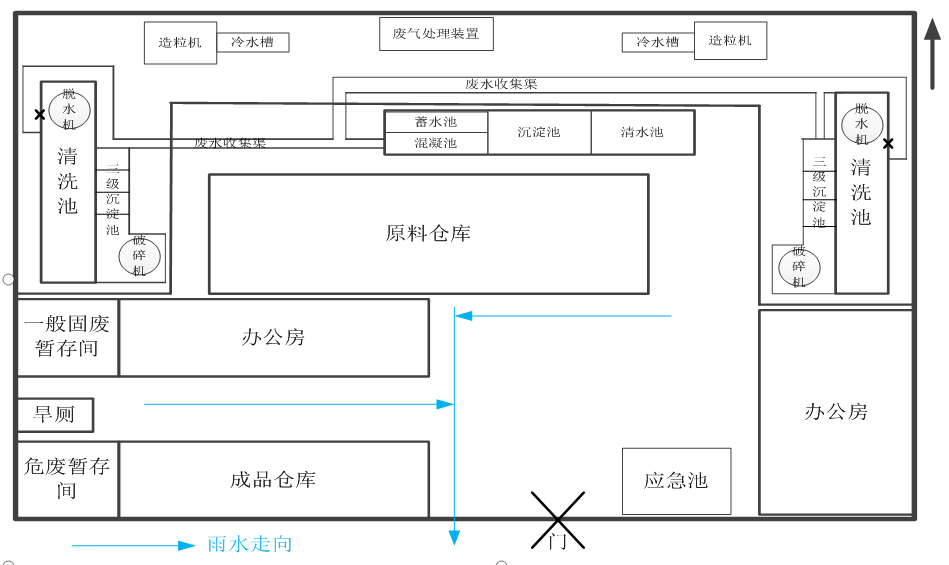 造粒机
冷水槽
废气处理装置
冷水槽
造粒机
废水收集渠
脱
水
机
清
洗
池
废水收集渠
蓄水池
混凝池
沉淀池
清水池
脱
水
机
清
洗
池
三
级
沉
淀
池
破
碎
机
三
级
沉
淀
池
破
碎
机
原料仓库
一般固废
暂存间
办公房
旱厕
危废暂存
间
成品仓库
办公房
应急池
门
雨水走向